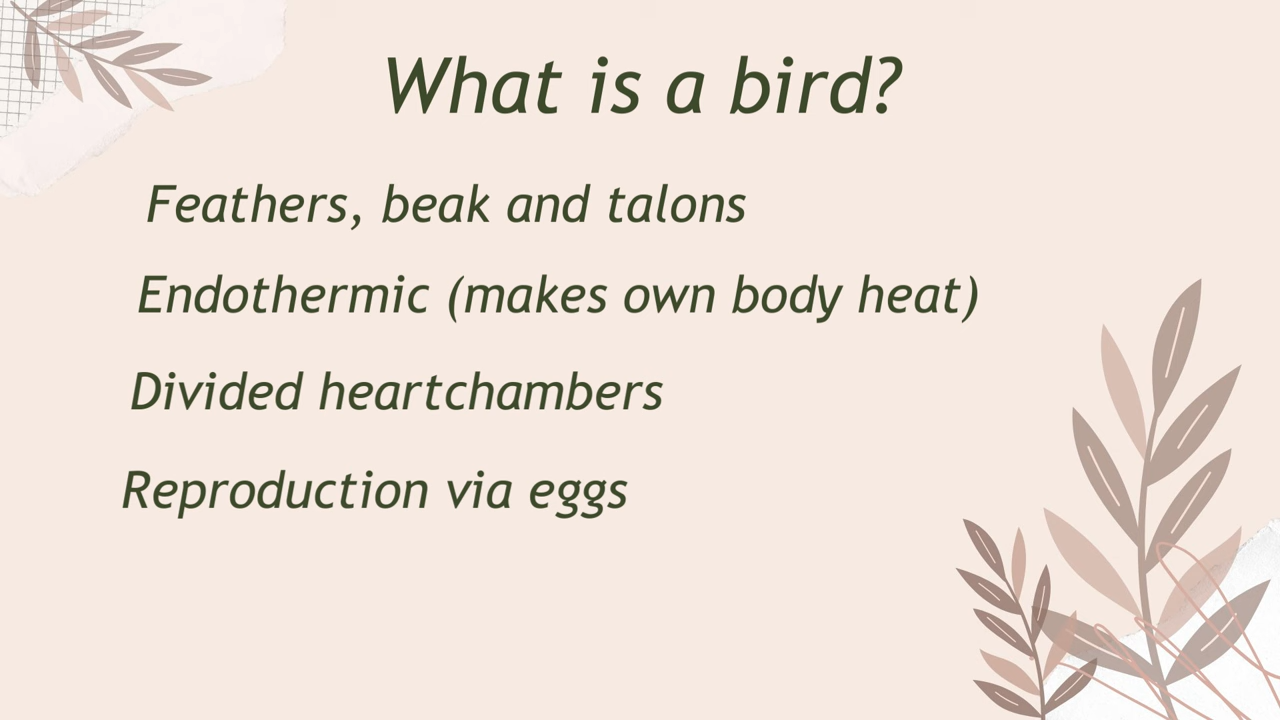 What is a bird?
Feathers, beak and talons
Endothermic (makes own body heat)
Divided heartchambers
Reproduction via eggs